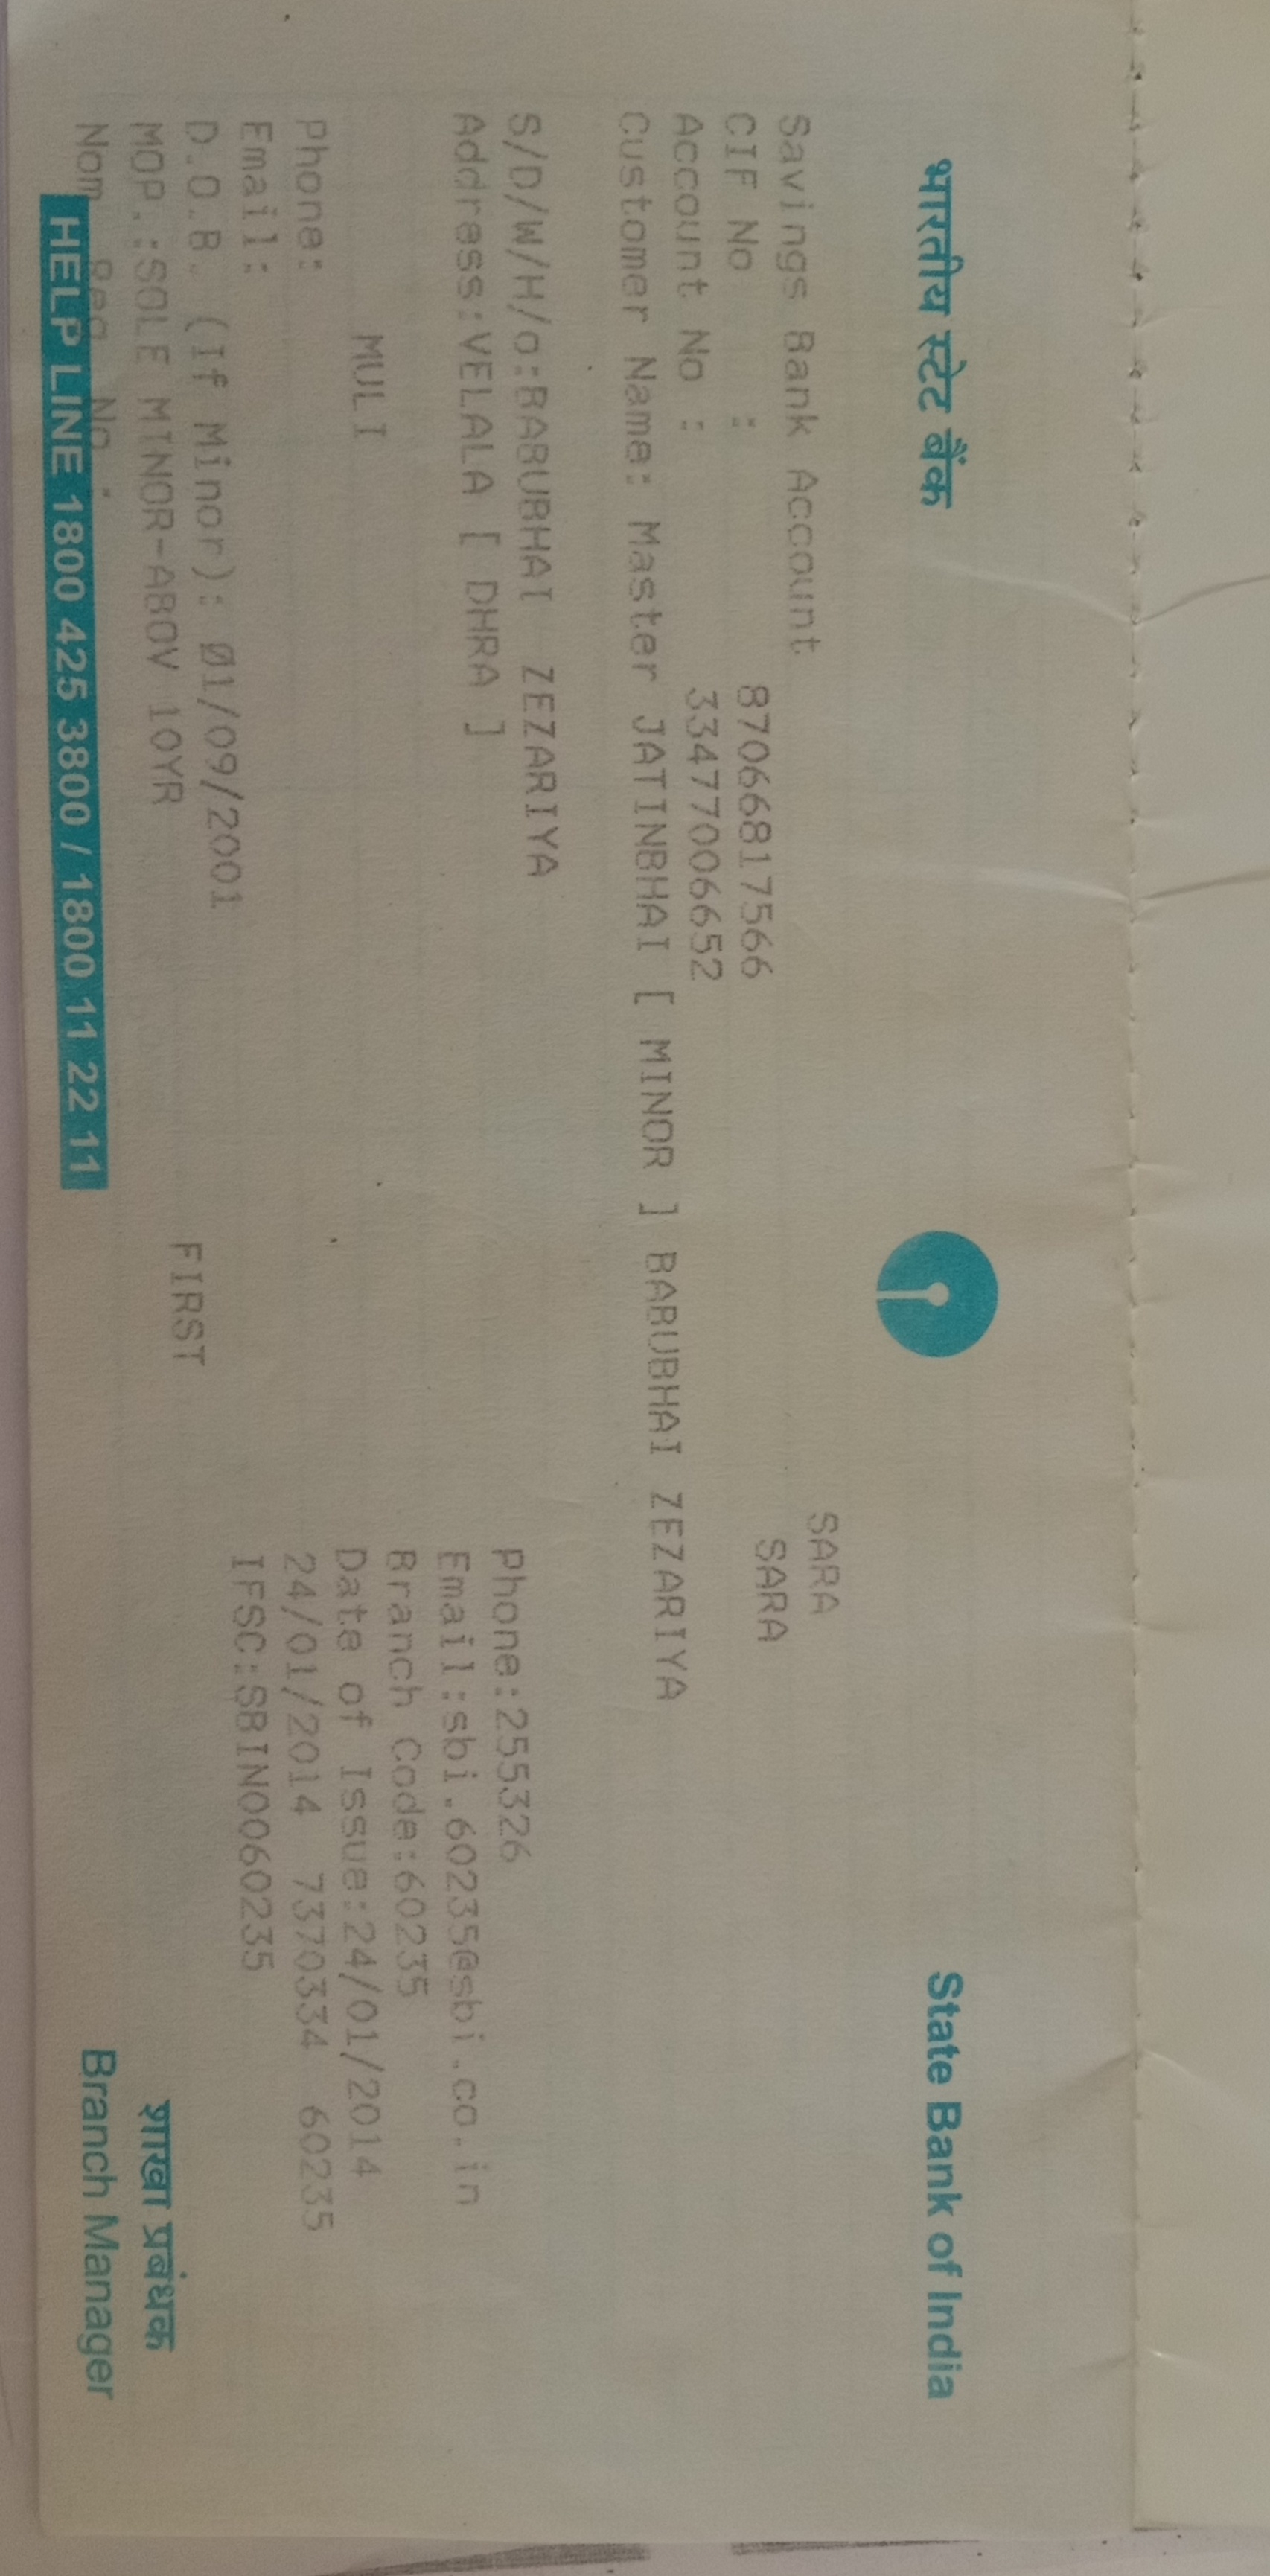 भारतीय स्टेट बैंक
State Bank of India
Savings Bank Account
SARA
CIF No :
87066817566
SARA
Account No :
33477006652
Customer Name: Master JATINBHAI [ MINOR ] BABUBHAI ZEZARIYA
S/D/W/H/o:BABUBHAI ZEZARIYA
Phone:255326
Address:VELALA [ DHRA ]
Email:sbi.60235@sbi.co.in
Branch Code:60235
MULI
Date of Issue:24/01/2014
Phone:
24/01/2014 7370334 60235
Email:
IFSC:SBIN0060235
D.O.B. (If Minor): 01/09/2001
MOP.:SOLE MINOR-ABOV 10YR
FIRST
Nom Reg No :
शाखा प्रबंधक
HELP LINE 1800 425 3800 / 1800 11 22 11
Branch Manager